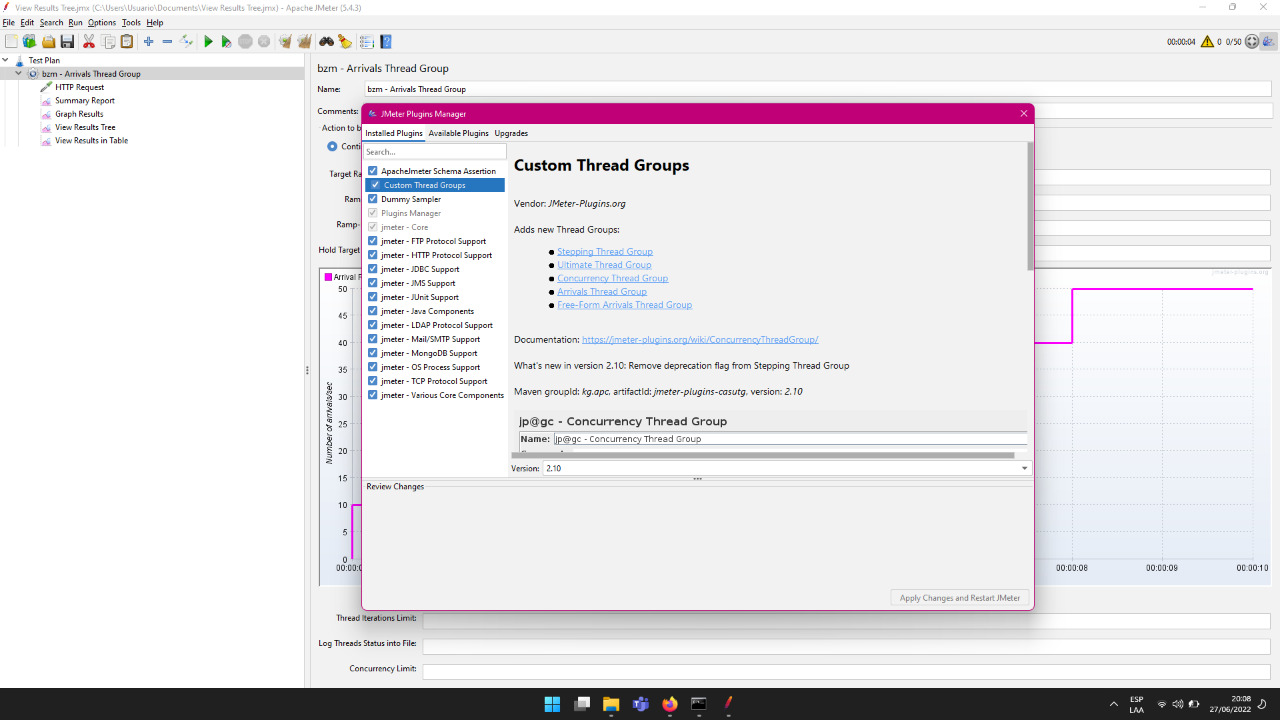 View Results Tree.jmx (C:\Users\Usuario\Documents\View Results Tree.jmx) - Apache JMeter (5.4.3)
File Edit Search Run Options Tools Help
00:00:04 0 0/50
Test Plan
bzm - Arrivals Thread Group
HTTP Request
Summary Report
Graph Results
View Results Tree
View Results in Table
bzm - Arrivals Thread Group
Name: bzm - Arrivals Thread Group
Comments:
Action to b
Conti
Target Ra
Ram
Ramp-
Hold Target
Arrival R
jmeter-plugins.org
Number of arrivals/sec
50
45
40
35
30
25
20
15
10
5
0
00:00:0
00:00:08
00:00:09
00:00:10
Thread Iterations Limit:
Log Threads Status into File:
Concurrency Limit:
JMeter Plugins Manager
Installed Plugins Available Plugins Upgrades
Search...
ApacheJmeter Schema Assertion
Custom Thread Groups
Dummy Sampler
Plugins Manager
jmeter - Core
jmeter - FTP Protocol Support
jmeter - HTTP Protocol Support
jmeter - JDBC Support
jmeter - JMS Support
jmeter - JUnit Support
jmeter - Java Components
jmeter - LDAP Protocol Support
jmeter - Mail/SMTP Support
jmeter - MongoDB Support
jmeter - OS Process Support
jmeter - TCP Protocol Support
jmeter - Various Core Components
Custom Thread Groups
Vendor: JMeter-Plugins.org
Adds new Thread Groups:
Stepping Thread Group
Ultimate Thread Group
Concurrency Thread Group
Arrivals Thread Group
Free-Form Arrivals Thread Group
Documentation: https://jmeter-plugins.org/wiki/ConcurrencyThreadGroup/
What's new in version 2.10: Remove deprecation flag from Stepping Thread Group
Maven groupId: kg.apc, artifactId: jmeter-plugins-casutg, version: 2.10
jp@gc - Concurrency Thread Group
Name: jp@gc - Concurrency Thread Group
Version: 2.10
Review Changes
Apply Changes and Restart JMeter
ESP
LAA
20:08
27/06/2022